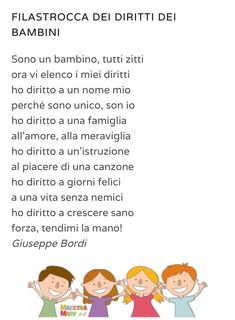 FILASTROCCA DEI DIRITTI DEI
BAMBINI
Sono un bambino, tutti zitti
ora vi elenco i miei diritti
ho diritto a un nome mio
perché sono unico, son io
ho diritto a una famiglia
all'amore, alla meraviglia
ho diritto a un'istruzione
al piacere di una canzone
ho diritto a giorni felici
a una vita senza nemici
ho diritto a crescere sano
forza, tendimi la mano!
Giuseppe Bordi
MAESTRA
MERY